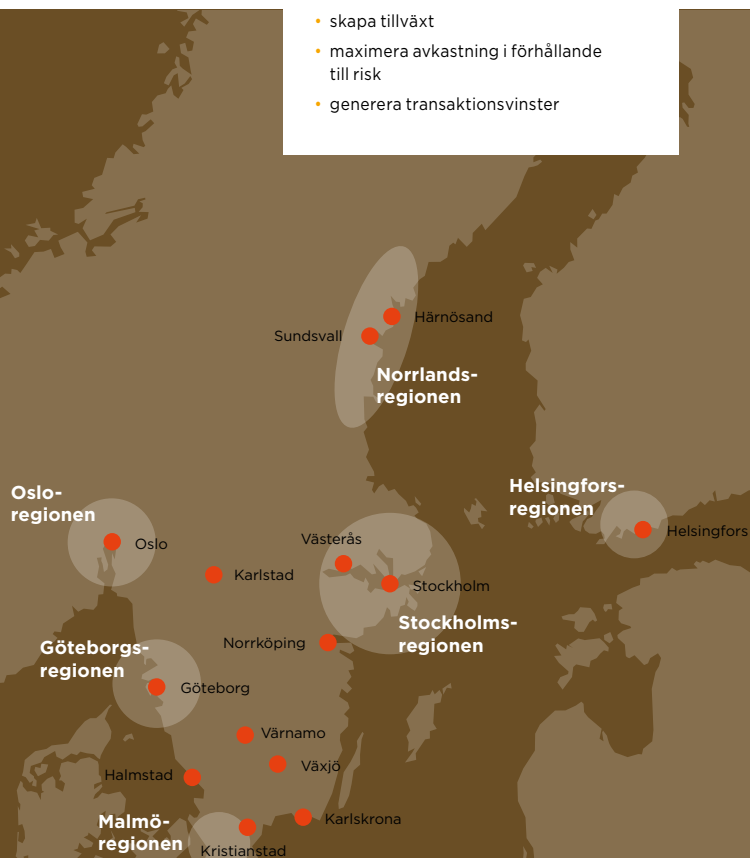 • skapa tillväxt
• maximera avkastning i förhållande
till risk
• generera transaktionsvinster
Härnösand
Sundsvall
Norrlands-
regionen
Oslo-
regionen
Oslo
Helsingfors-
regionen
Helsingfors
Västerås
Karlstad
Stockholm
Stockholms-
regionen
Norrköping
Göteborgs-
regionen
Göteborg
Värnamo
Växjö
Halmstad
Malmö-
regionen
Karlskrona
Kristianstad